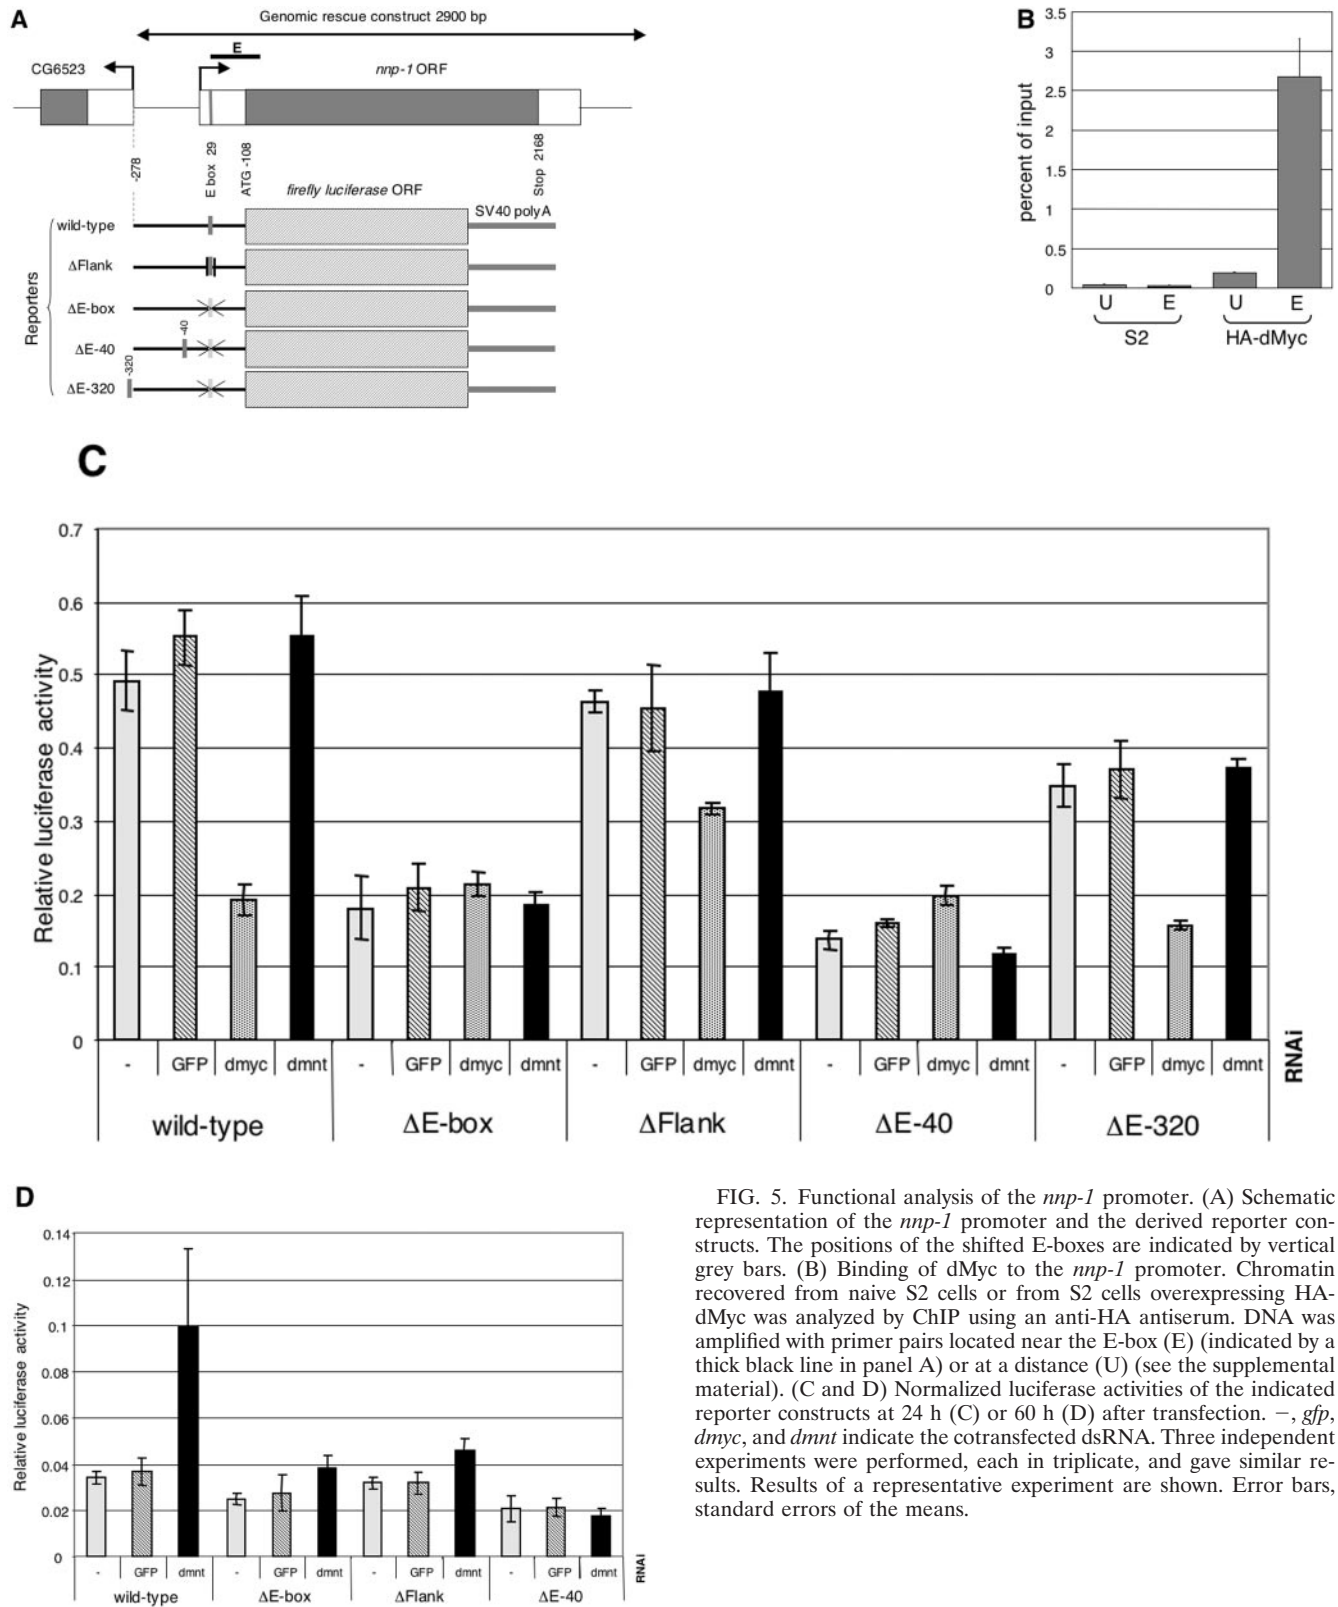 A
Genomic rescue construct 2900 bp
E
CG6523
nnp-1 ORF
-278
E box 29
ATG -108
Stop 2168
firefly luciferase ORF
SV40 polyA
Reporters
wild-type
ΔFlank
ΔE-box
-40
ΔE-40
-320
ΔE-320
B
percent of input
3.5
3
2.5
2
1.5
1
0.5
0
U E U E
S2 HA-dMyc
C
Relative luciferase activity
0.7
0.6
0.5
0.4
0.3
0.2
0.1
0
- GFP dmyc dmnt - GFP dmyc dmnt - GFP dmyc dmnt - GFP dmyc dmnt - GFP dmyc dmnt
RNAi
wild-type ΔE-box ΔFlank ΔE-40 ΔE-320
D
Relative luciferase activity
0.14
0.12
0.1
0.08
0.06
0.04
0.02
0
- GFP dmnt - GFP dmnt - GFP dmnt - GFP dmnt
RNAi
wild-type ΔE-box ΔFlank ΔE-40
FIG. 5. Functional analysis of the nnp-1 promoter. (A) Schematic
representation of the nnp-1 promoter and the derived reporter con-
structs. The positions of the shifted E-boxes are indicated by vertical
grey bars. (B) Binding of dMyc to the nnp-1 promoter. Chromatin
recovered from naive S2 cells or from S2 cells overexpressing HA-
dMyc was analyzed by ChIP using an anti-HA antiserum. DNA was
amplified with primer pairs located near the E-box (E) (indicated by a
thick black line in panel A) or at a distance (U) (see the supplemental
material). (C and D) Normalized luciferase activities of the indicated
reporter constructs at 24 h (C) or 60 h (D) after transfection. −, gfp,
dmyc, and dmnt indicate the cotransfected dsRNA. Three independent
experiments were performed, each in triplicate, and gave similar re-
sults. Results of a representative experiment are shown. Error bars,
standard errors of the means.